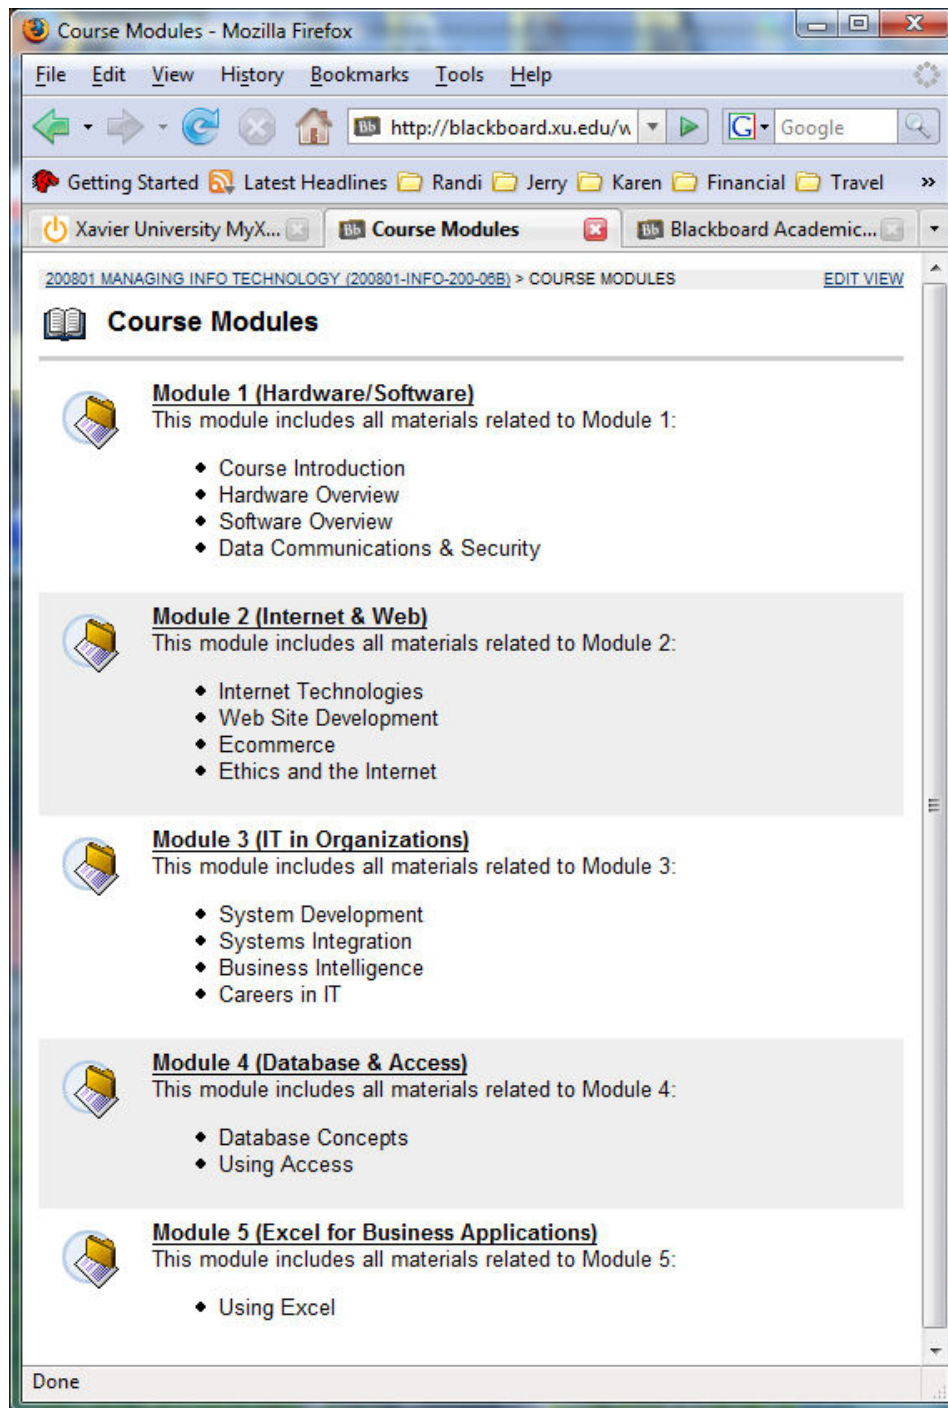 Course Modules - Mozilla Firefox
File Edit View History Bookmarks Tools Help
Bb http://blackboard.xu.edu/w G Google
Getting Started Latest Headlines Randi Jerry Karen Financial Travel »
Xavier University MyX... Bb Course Modules Bb Blackboard Academic...
200801 MANAGING INFO TECHNOLOGY (200801-INFO-200-06B) > COURSE MODULES EDIT VIEW
Course Modules
Module 1 (Hardware/Software)
This module includes all materials related to Module 1:
• Course Introduction
• Hardware Overview
• Software Overview
• Data Communications & Security
Module 2 (Internet & Web)
This module includes all materials related to Module 2:
• Internet Technologies
• Web Site Development
• Ecommerce
• Ethics and the Internet
Module 3 (IT in Organizations)
This module includes all materials related to Module 3:
• System Development
• Systems Integration
• Business Intelligence
• Careers in IT
Module 4 (Database & Access)
This module includes all materials related to Module 4:
• Database Concepts
• Using Access
Module 5 (Excel for Business Applications)
This module includes all materials related to Module 5:
• Using Excel
Done